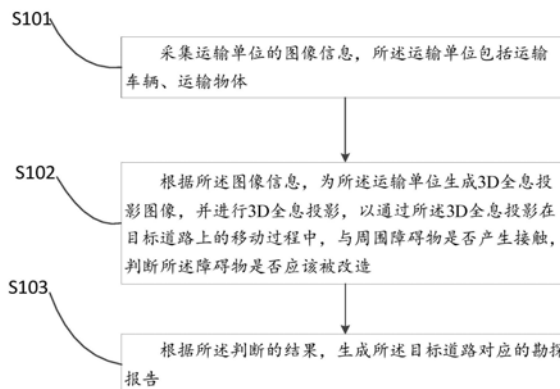 S101
采集运输单位的图像信息，所述运输单位包括运输
车辆、运输物体
S102
根据所述图像信息，为所述运输单位生成3D全息投
影图像，并进行3D全息投影，以通过所述3D全息投影在
目标道路上的移动过程中，与周围障碍物是否产生接触，
判断所述障碍物是否应该被改造
S103
根据所述判断的结果，生成所述目标道路对应的勘探
报告